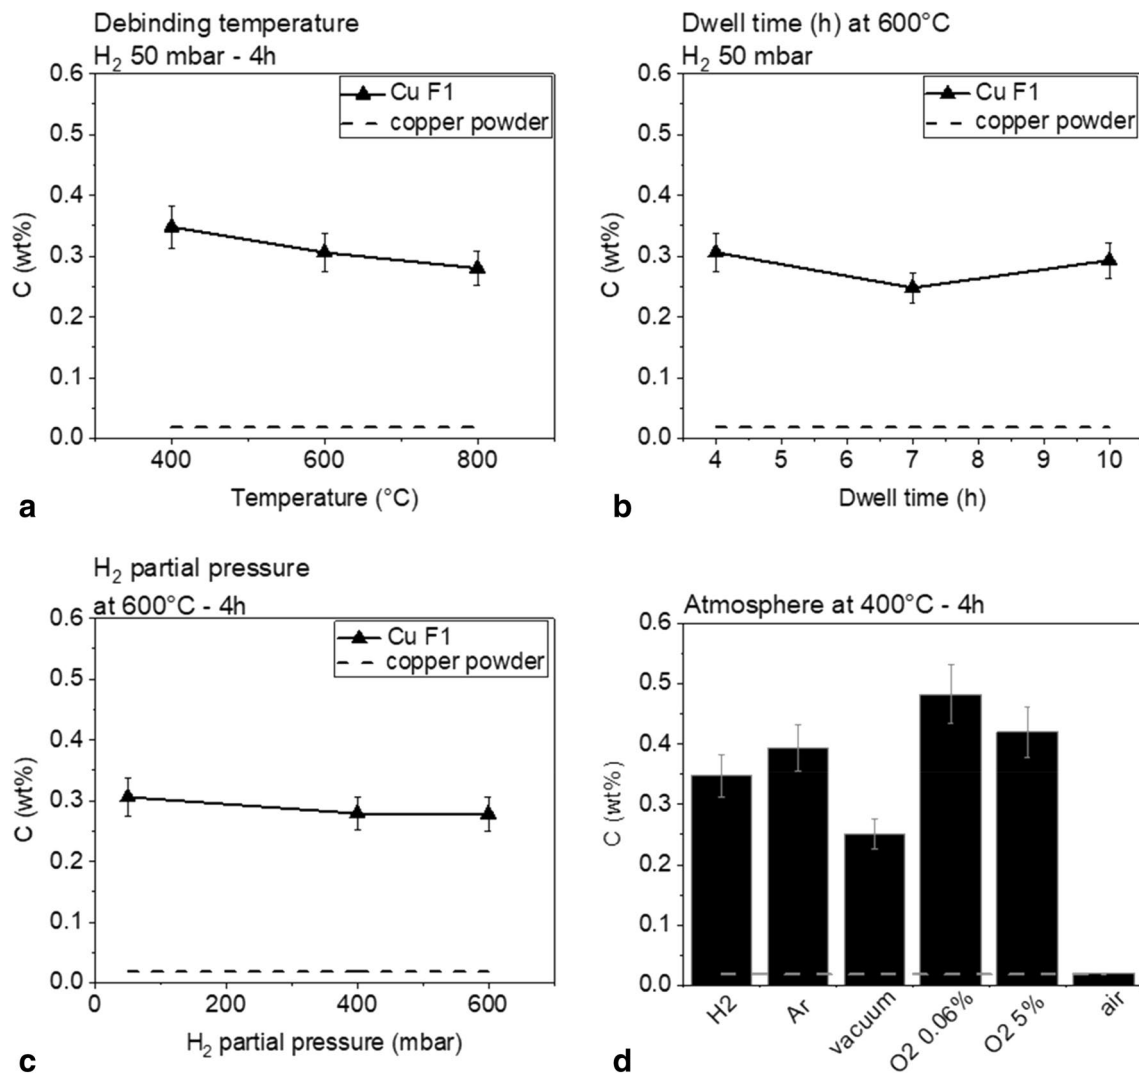 Debinding temperature
H₂ 50 mbar - 4h
0.6
0.5
0.4
0.3
0.2
0.1
0.0
C (wt%)
Cu F1
copper powder
400
600
800
Temperature (°C)
a
Dwell time (h) at 600°C
H₂ 50 mbar
0.6
0.5
0.4
0.3
0.2
0.1
0.0
C (wt%)
Cu F1
copper powder
4
5
6
7
8
9
10
Dwell time (h)
b
H₂ partial pressure
at 600°C - 4h
0.6
0.5
0.4
0.3
0.2
0.1
0.0
C (wt%)
Cu F1
copper powder
0
200
400
600
H₂ partial pressure (mbar)
c
Atmosphere at 400°C - 4h
0.6
0.5
0.4
0.3
0.2
0.1
0.0
C (wt%)
H2
Ar
vacuum
O2 0.06%
O2 5%
air
d